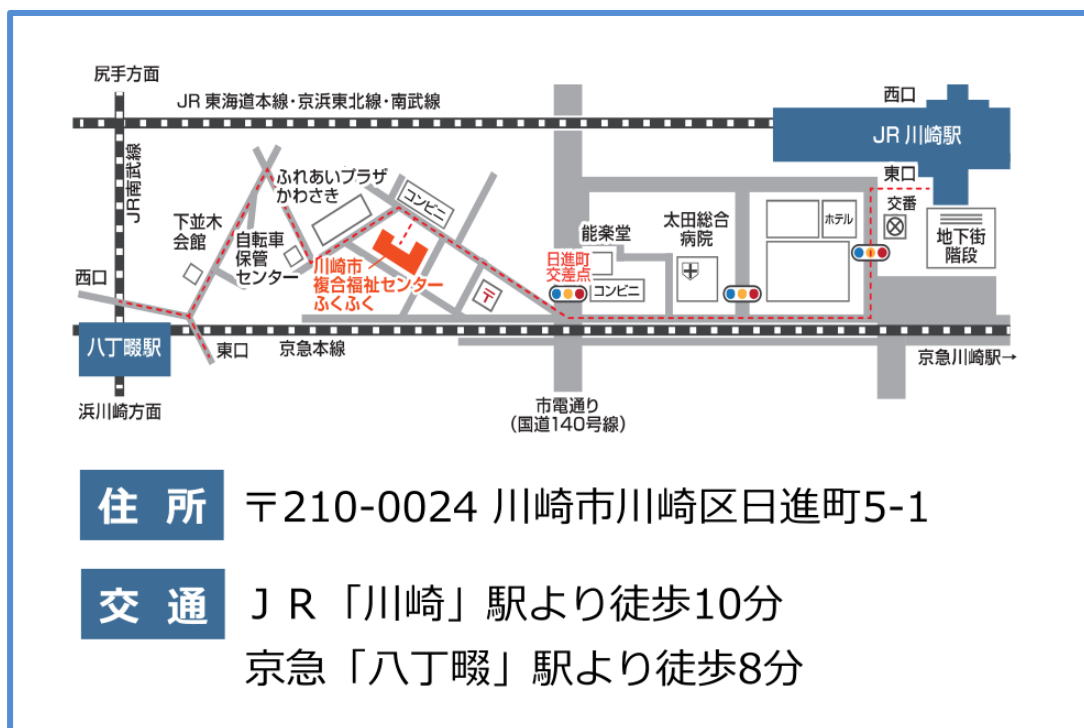 尻手方面
JR東海道本線・京浜東北線・南武線
西口
JR川崎駅
東口
JR南武線
ふれあいプラザ
かわさき
コンビニ
交番
ホテル
地下街
階段
下並木
会館
自転車
保管
センター
太田総合
病院
能楽堂
日進町
交差点
コンビニ
川崎市
複合福祉センター
ふくふく
〒
西口
八丁畷駅
東口
京急本線
京急川崎駅→
浜川崎方面
市電通り
(国道140号線)
住所 〒210-0024 川崎市川崎区日進町5-1
交通 JR「川崎」駅より徒歩10分
京急「八丁畷」駅より徒歩8分